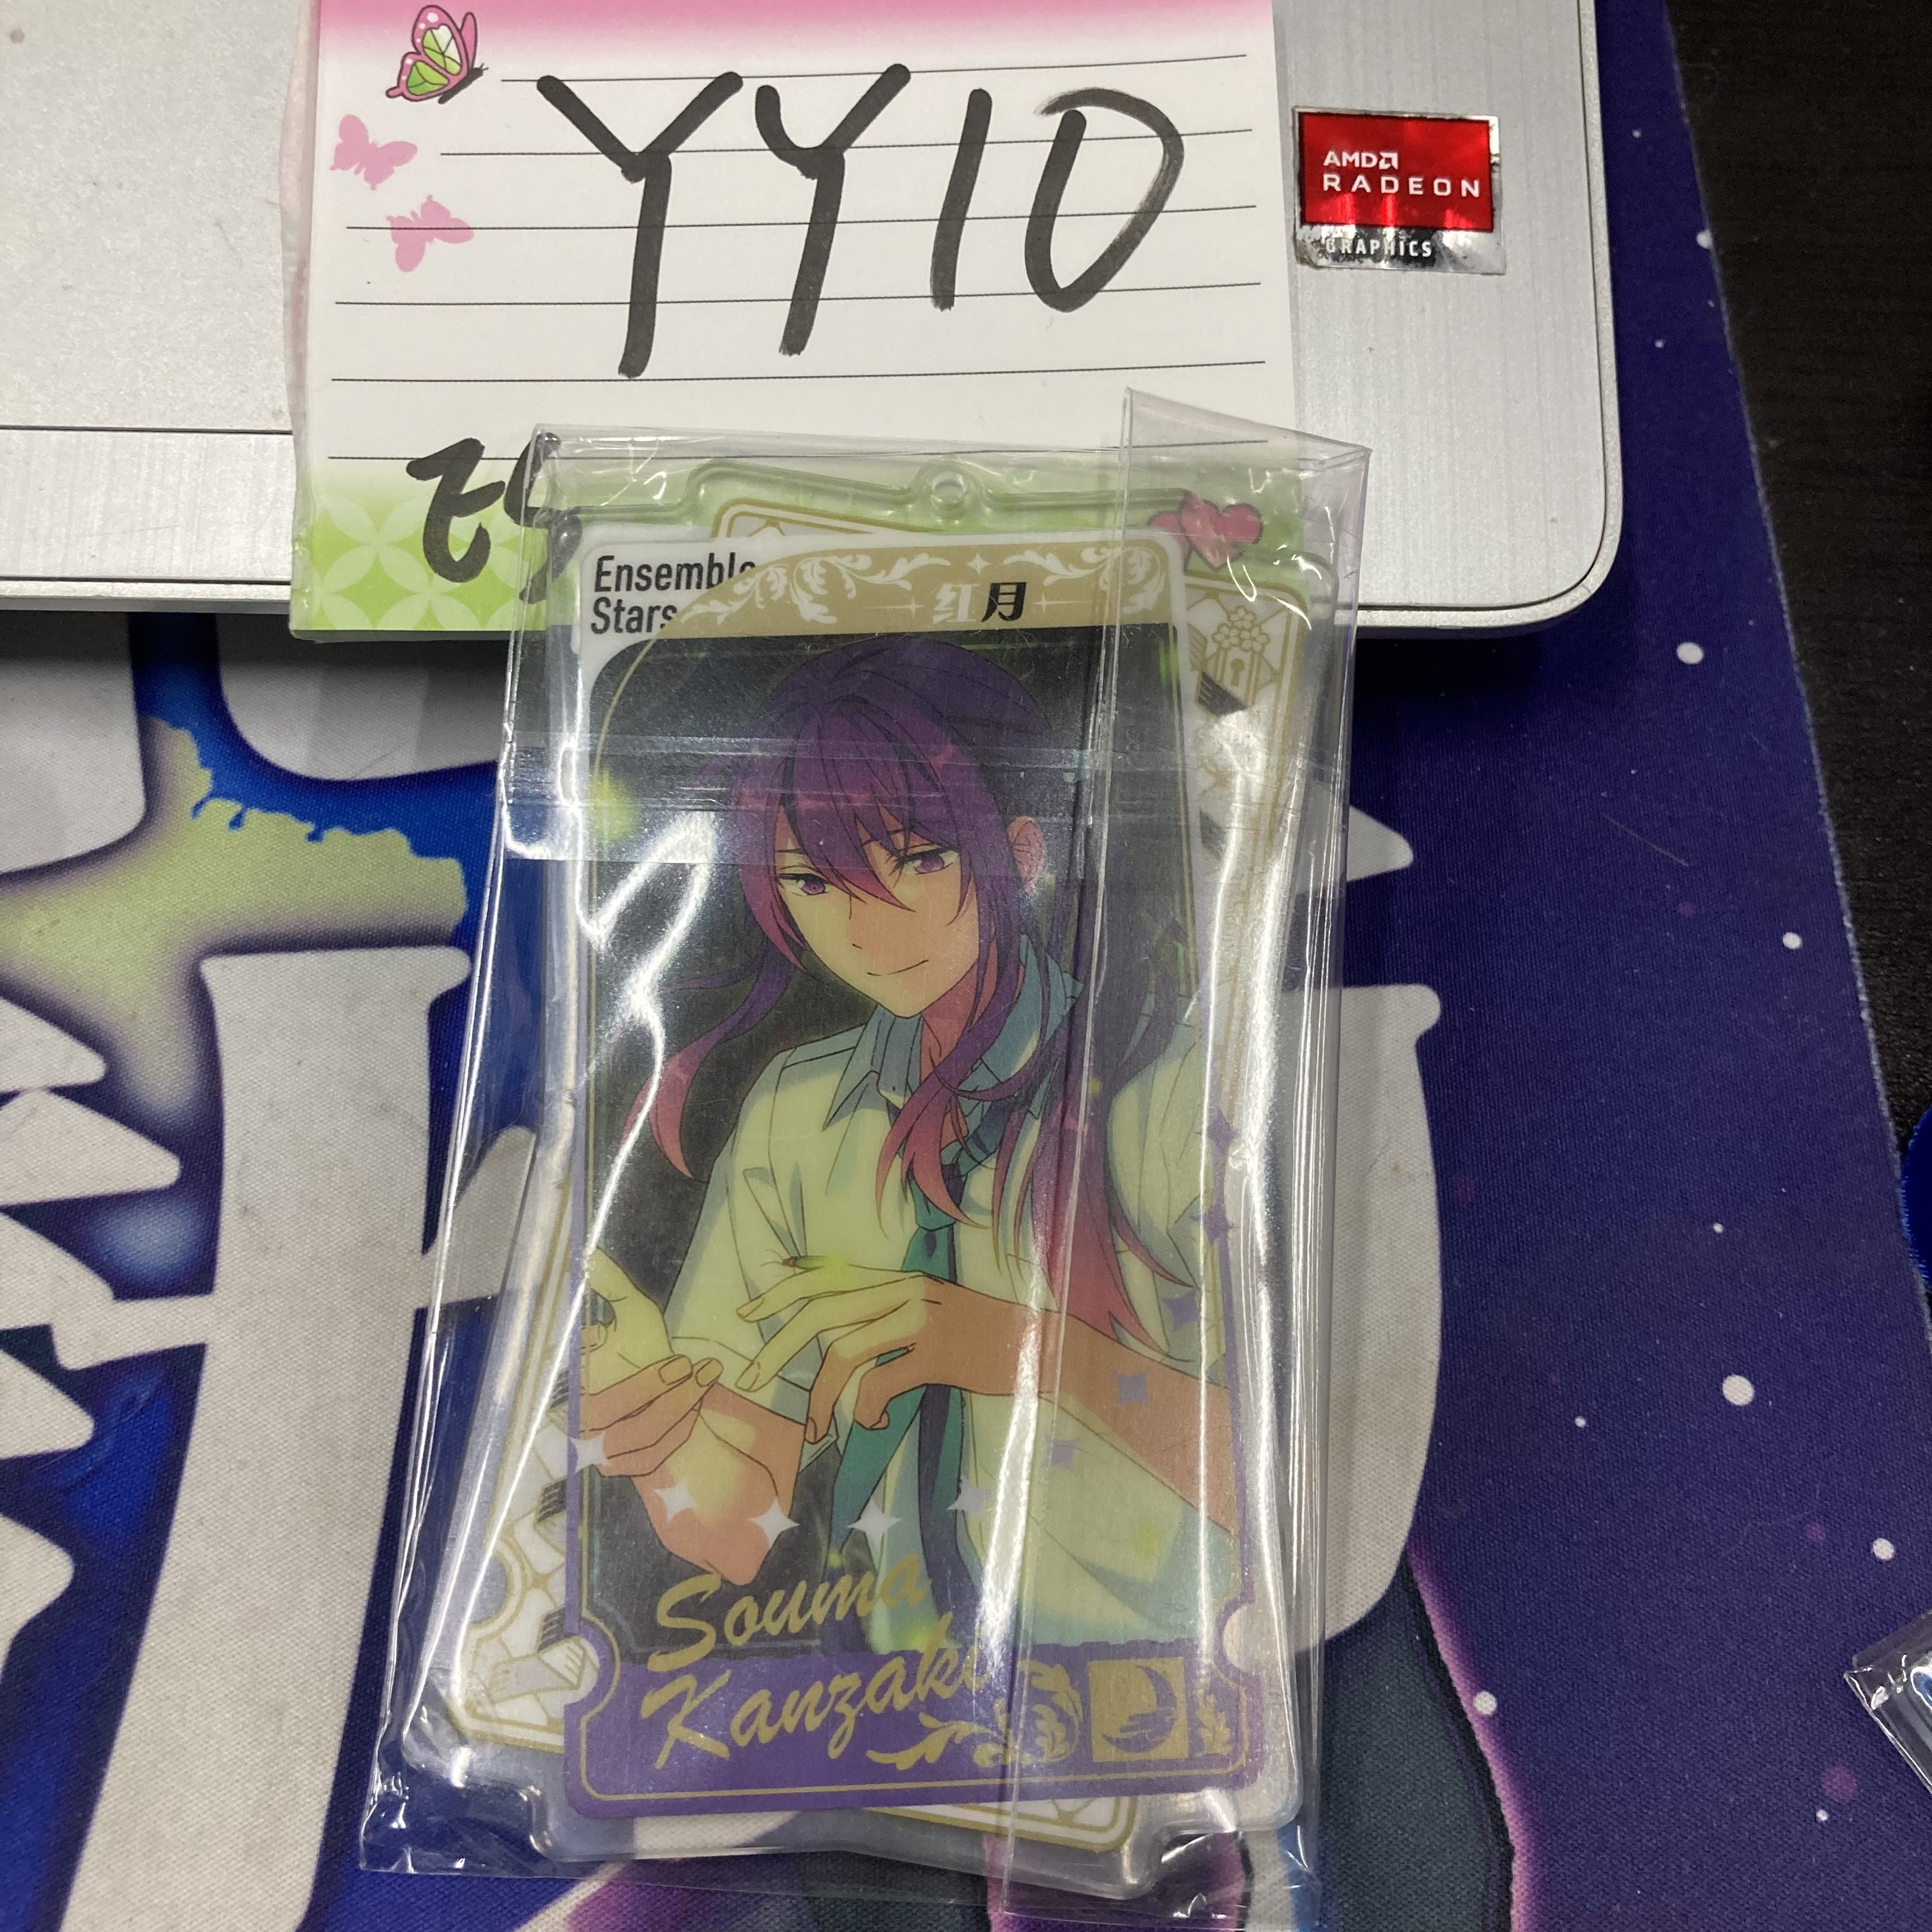 YY10
AMD
RADEON
GRAPHICS
Ensemble
Stars
红月
Souma
Kanzaki